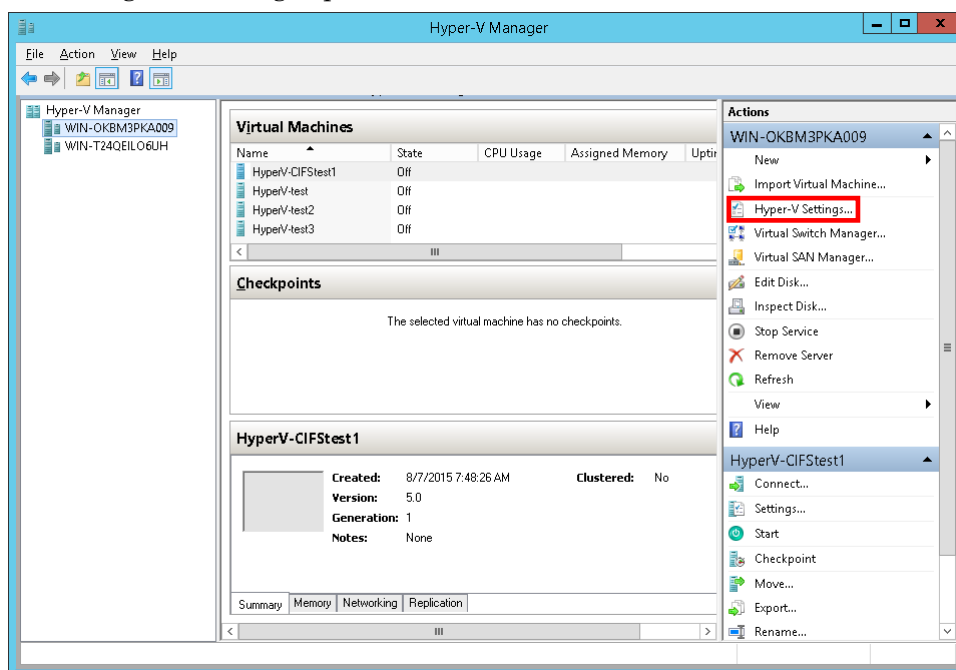 Hyper-V Manager
File Action View Help
Hyper-V Manager
WIN-OKBM3PKA009
WIN-T24QEILO6UH
Virtual Machines
Name State CPU Usage Assigned Memory
HyperV-CIFStest1 Off
HyperV-test Off
HyperV-test2 Off
HyperV-test3 Off
Checkpoints
The selected virtual machine has no checkpoints.
HyperV-CIFStest1
Created: 8/7/2015 7:48:26 AM Clustered: No
Version: 5.0
Generation: 1
Notes: None
Summary Memory Networking Replication
Actions
WIN-OKBM3PKA009
New
Import Virtual Machine...
Hyper-V Settings...
Virtual Switch Manager...
Virtual SAN Manager...
Edit Disk...
Inspect Disk...
Stop Service
Remove Server
Refresh
View
Help
HyperV-CIFStest1
Connect...
Settings...
Start
Checkpoint
Move...
Export...
Rename...